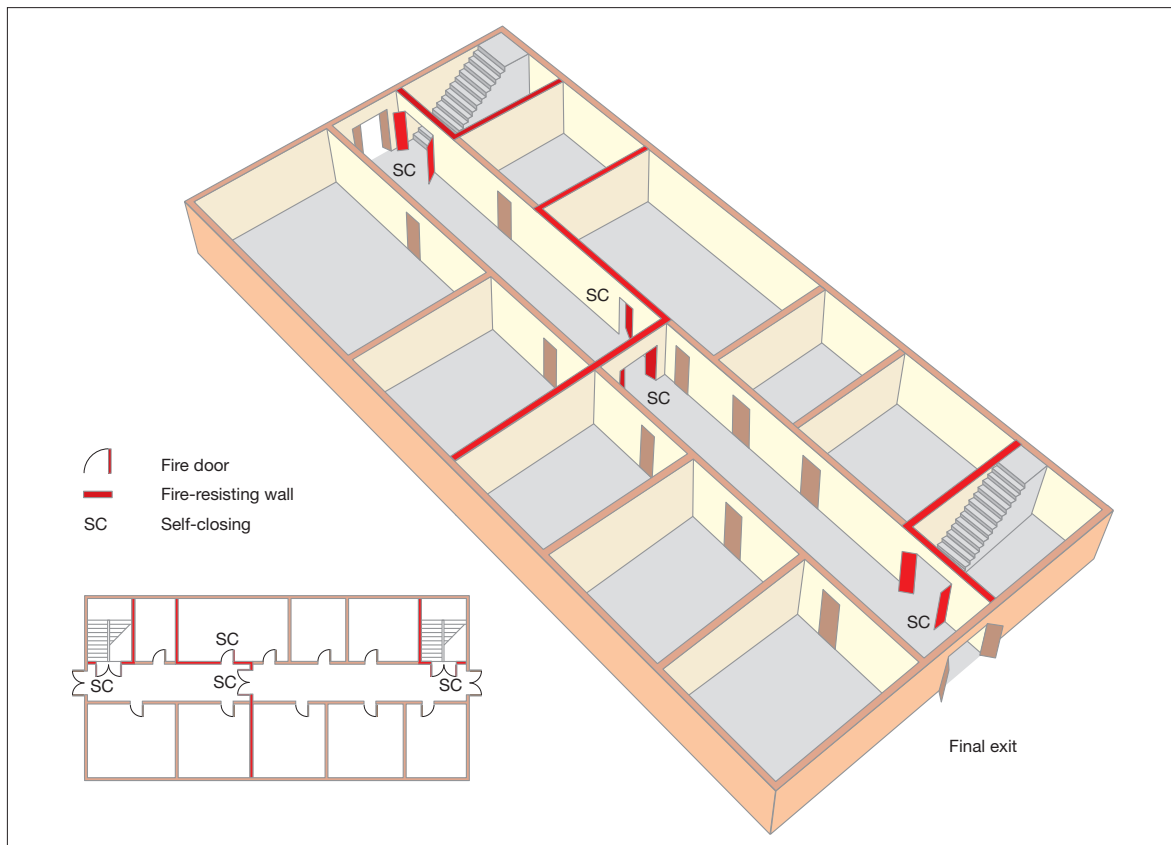 SC
SC
SC
SC
Final exit
Fire door
Fire-resisting wall
SC Self-closing
SC
SC
SC
SC